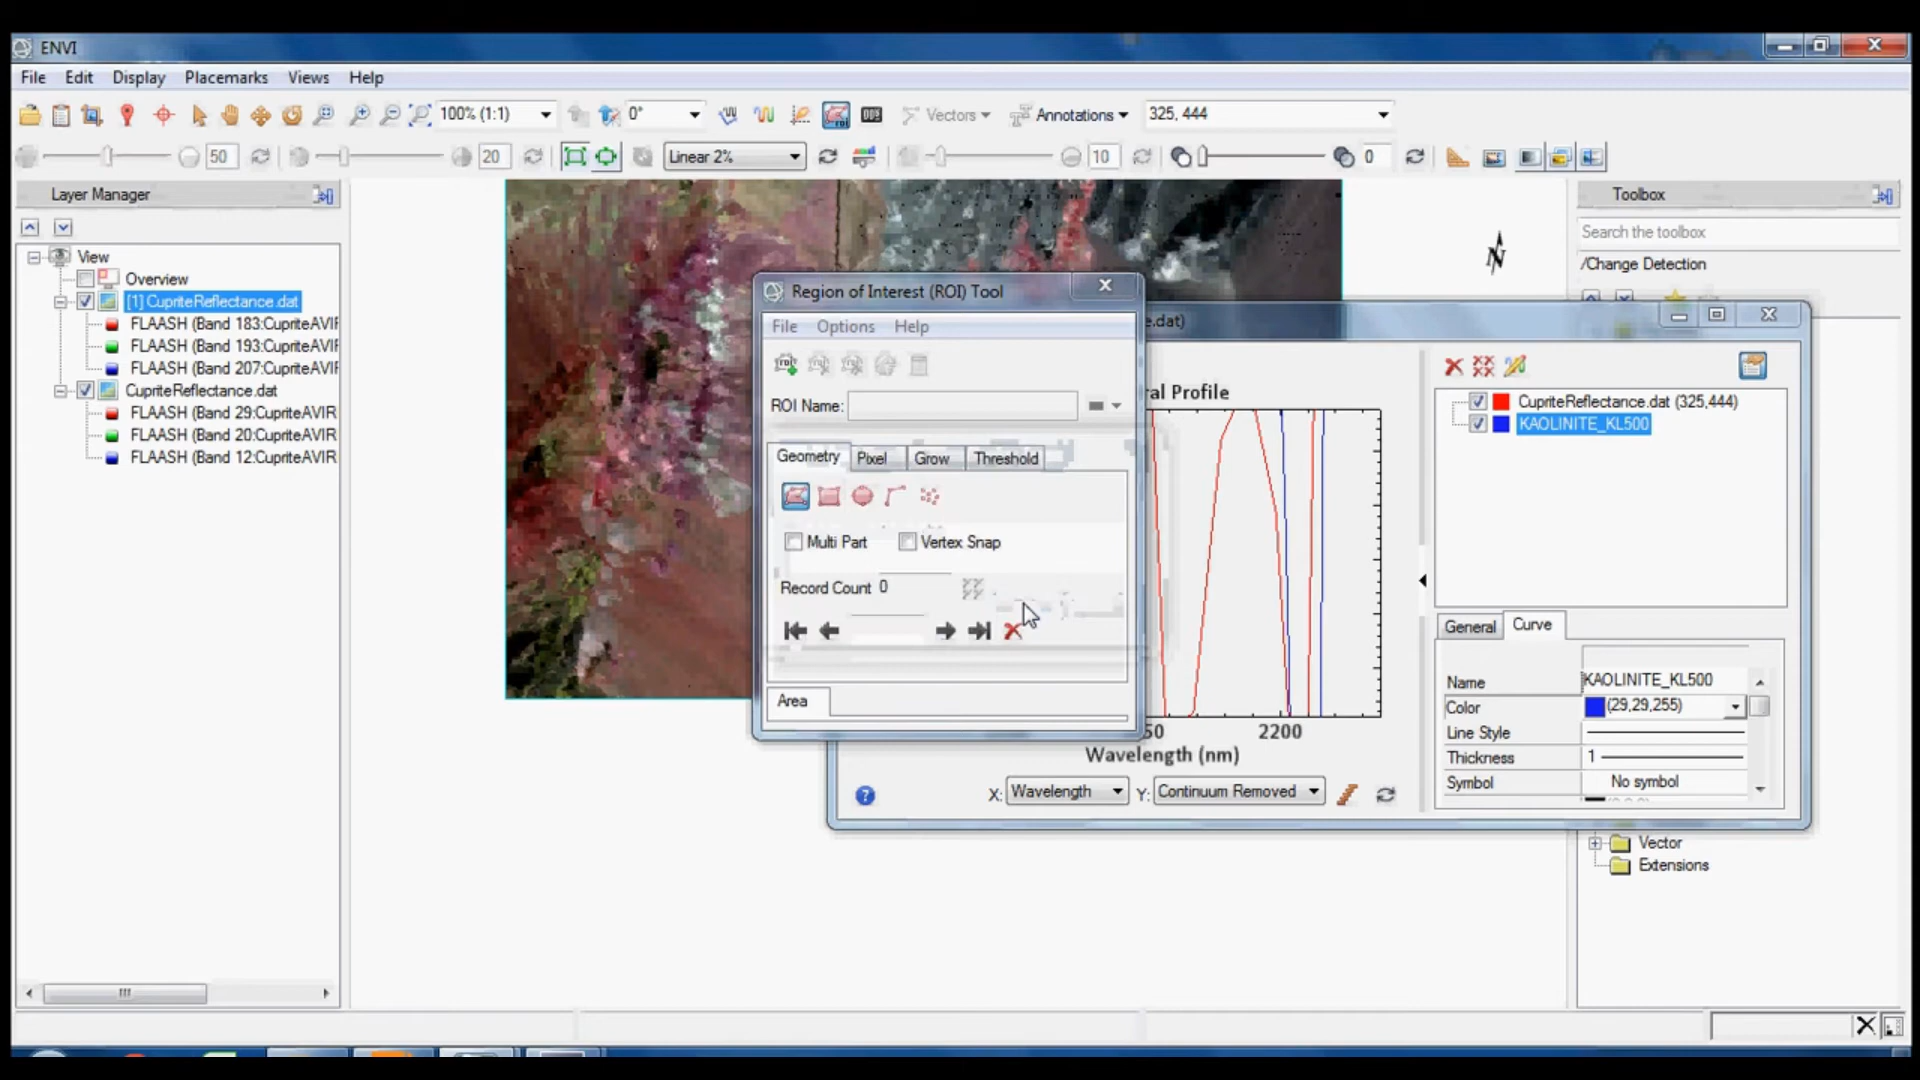 ENVI
File Edit Display Placemarks Views Help
100% (1:1) 0° Vectors Annotations 325, 444
50 20 Linear 2% 10 0
Layer Manager
View
Overview
[1] CupriteReflectance.dat
FLAASH (Band 183:CupriteAVIF
FLAASH (Band 193:CupriteAVIF
FLAASH (Band 207:CupriteAVIF
CupriteReflectance.dat
FLAASH (Band 29:CupriteAVIR
FLAASH (Band 20:CupriteAVIR
FLAASH (Band 12:CupriteAVIR
Region of Interest (ROI) Tool
File Options Help
ROI Name:
Geometry Pixel Grow Threshold
Multi Part Vertex Snap
Record Count 0
Area
e.dat)
ral Profile
50 2200
Wavelength (nm)
X: Wavelength Y: Continuum Removed
CupriteReflectance.dat (325,444)
KAOLINITE_KL500
General Curve
Name KAOLINITE_KL500
Color (29,29,255)
Line Style
Thickness 1
Symbol No symbol
Toolbox
Search the toolbox
/Change Detection
Vector
Extensions